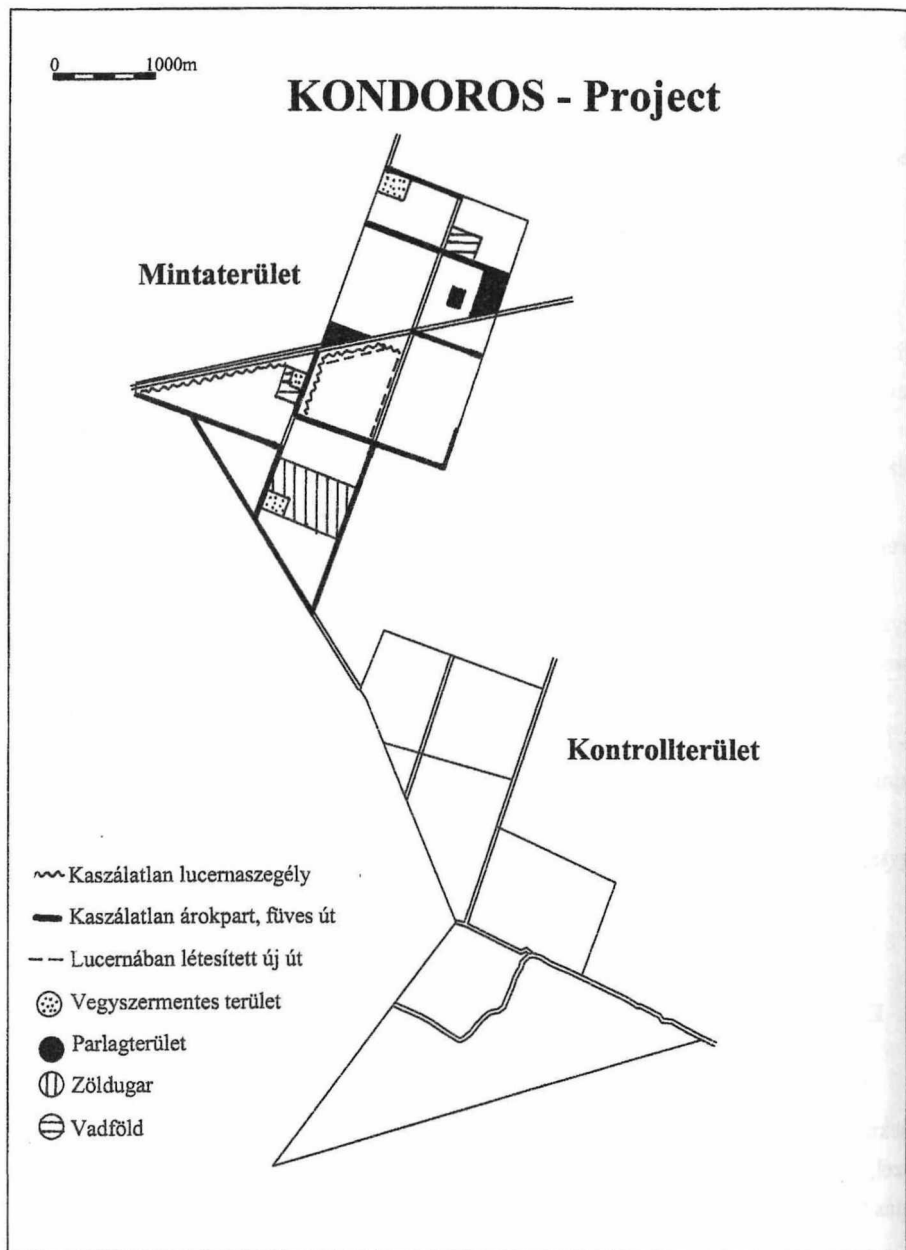 0 1000m
KONDOROS - Project
Mintaterület
Kontrollterület
Kaszálatlan lucernaszegély
Kaszálatlan árokpart, füves út
Lucernában létesített új út
Vegyszermentes terület
Parlagterület
Zöldugar
Vadföld